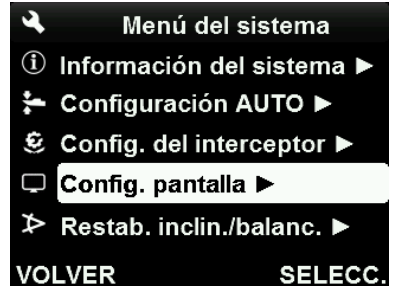 Menú del sistema
Información del sistema ►
Configuración AUTO ►
Config. del interceptor ►
Config. pantalla ►
Restab. inclin./balanc. ►
VOLVER SELECC.